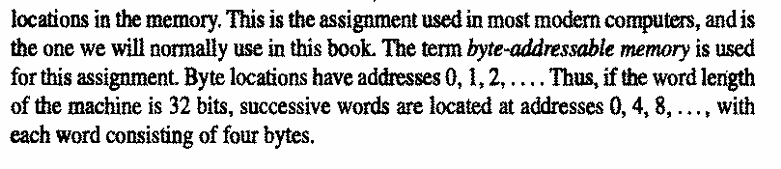 locations in the memory. This is the assignment used in most modern computers, and is
the one we will normally use in this book. The term byte-addressable memory is used
for this assignment. Byte locations have addresses 0, 1, 2, . . . . Thus, if the word length
of the machine is 32 bits, successive words are located at addresses 0, 4, 8, . . . , with
each word consisting of four bytes.